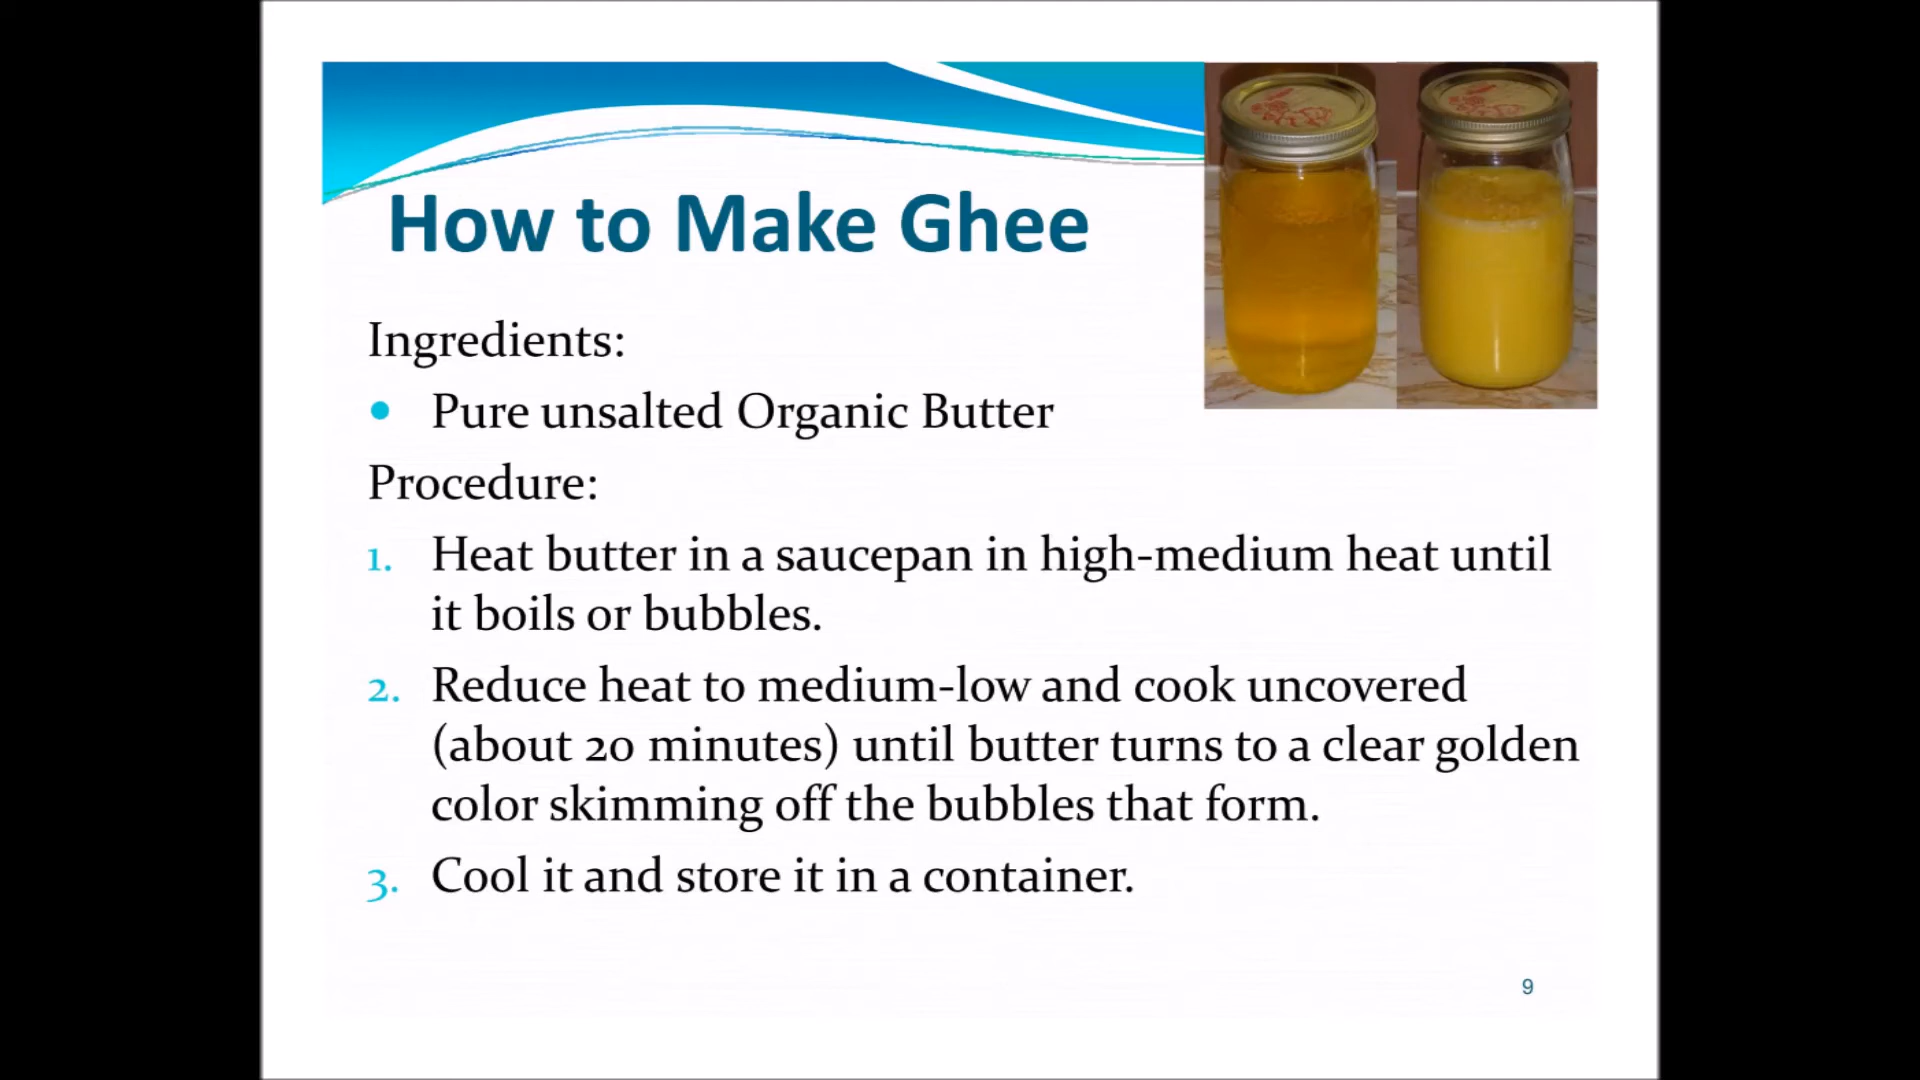 How to Make Ghee
Ingredients:
• Pure unsalted Organic Butter
Procedure:
1. Heat butter in a saucepan in high-medium heat until
it boils or bubbles.
2. Reduce heat to medium-low and cook uncovered
(about 20 minutes) until butter turns to a clear golden
color skimming off the bubbles that form.
3. Cool it and store it in a container.
9